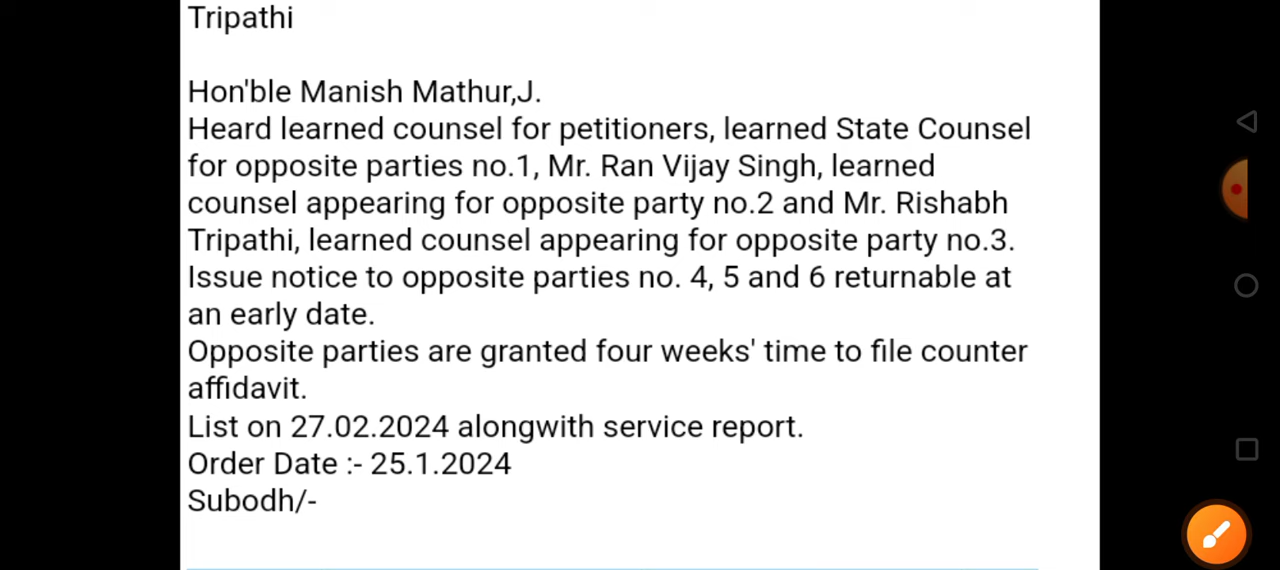 Tripathi
Hon'ble Manish Mathur,J.
Heard learned counsel for petitioners, learned State Counsel
for opposite parties no.1, Mr. Ran Vijay Singh, learned
counsel appearing for opposite party no.2 and Mr. Rishabh
Tripathi, learned counsel appearing for opposite party no.3.
Issue notice to opposite parties no. 4, 5 and 6 returnable at
an early date.
Opposite parties are granted four weeks' time to file counter
affidavit.
List on 27.02.2024 alongwith service report.
Order Date :- 25.1.2024
Subodh/-